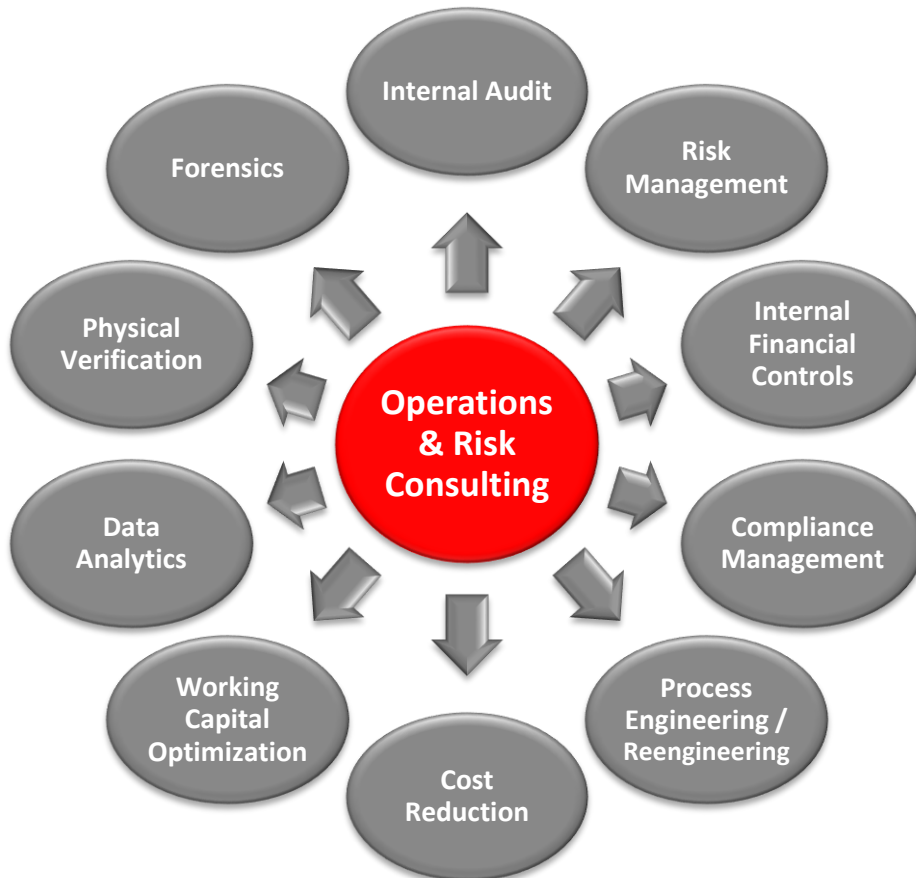 Internal Audit
Risk
Management
Internal
Financial
Controls
Compliance
Management
Process
Engineering /
Reengineering
Cost
Reduction
Working
Capital
Optimization
Data
Analytics
Physical
Verification
Forensics
Operations
& Risk
Consulting